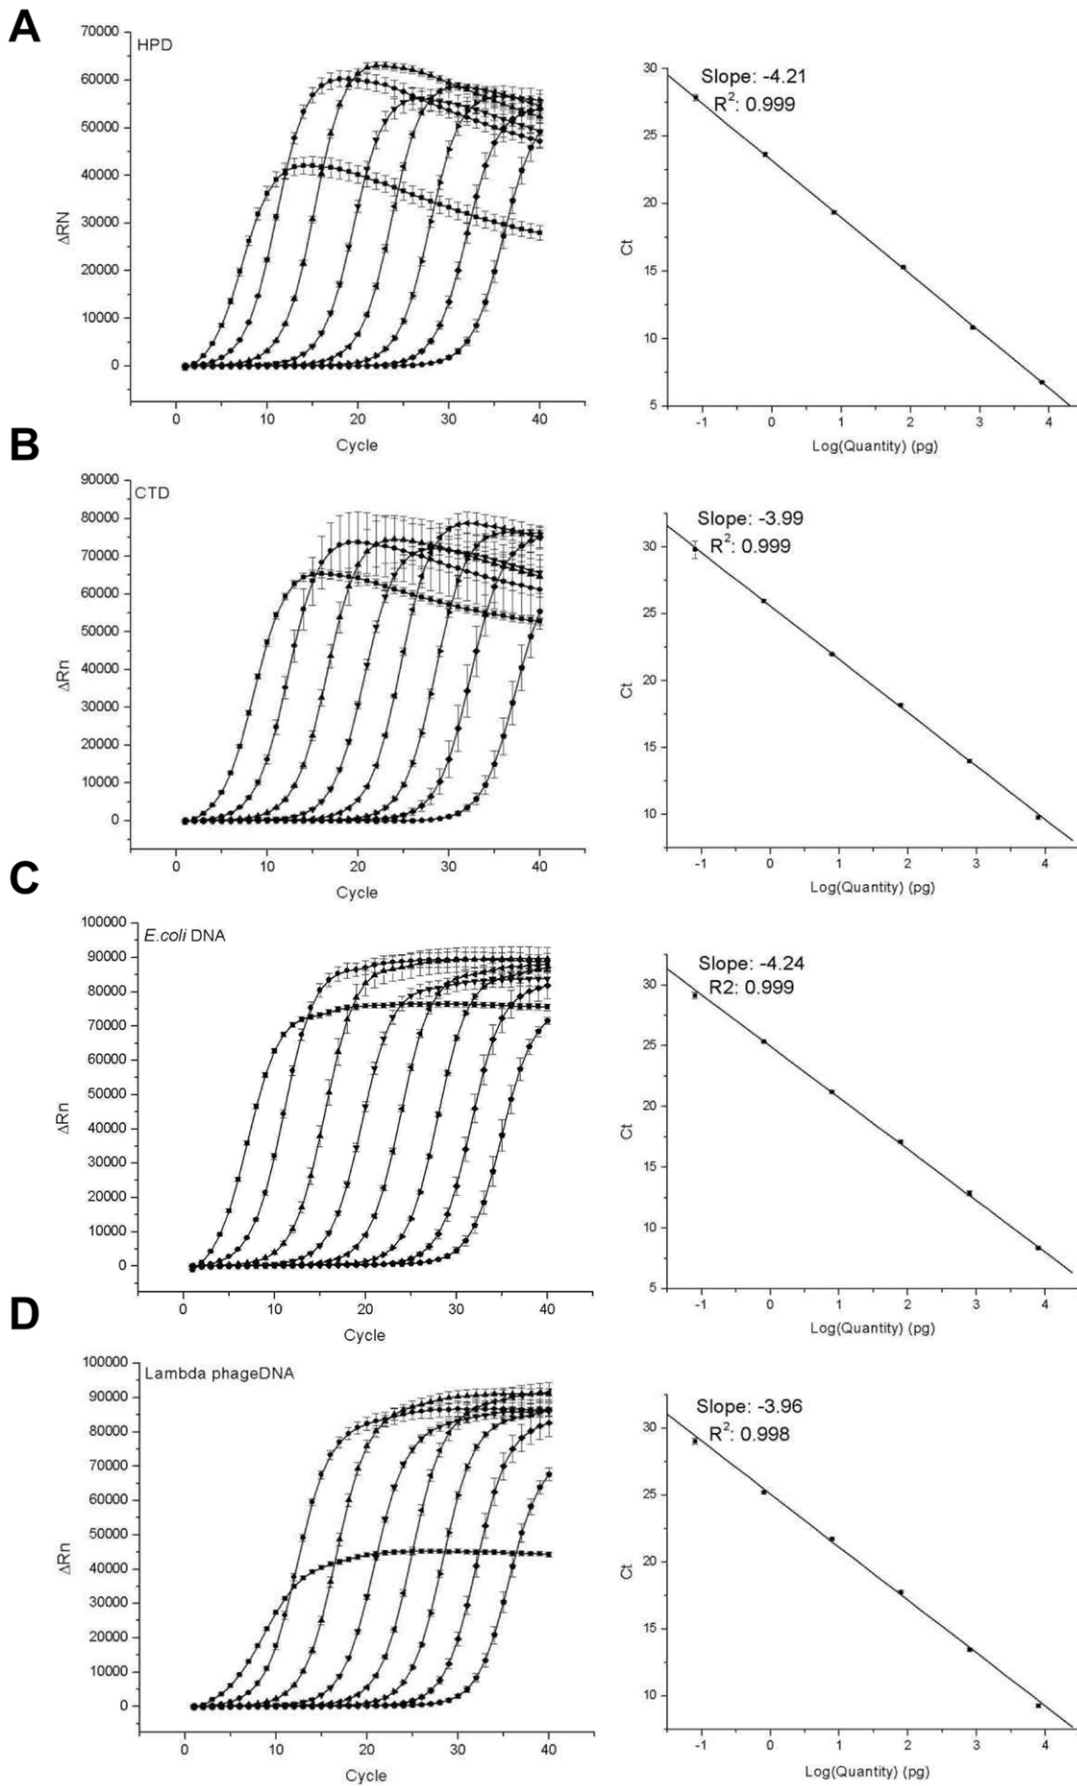 A
HPD
70000
60000
50000
40000
30000
20000
10000
0
ΔRN
0 10 20 30 40
Cycle
Slope: -4.21
R²: 0.999
30
25
20
15
10
5
Ct
-1 0 1 2 3 4
Log(Quantity) (pg)
B
CTD
90000
80000
70000
60000
50000
40000
30000
20000
10000
0
ΔRn
0 10 20 30 40
Cycle
Slope: -3.99
R²: 0.999
30
25
20
15
10
Ct
-1 0 1 2 3 4
Log(Quantity) (pg)
C
E.coli DNA
100000
90000
80000
70000
60000
50000
40000
30000
20000
10000
0
ΔRn
0 10 20 30 40
Cycle
Slope: -4.24
R2: 0.999
30
25
20
15
10
5
Ct
-1 0 1 2 3 4
Log(Quantity) (pg)
D
Lambda phageDNA
100000
90000
80000
70000
60000
50000
40000
30000
20000
10000
0
ΔRn
0 10 20 30 40
Cycle
Slope: -3.96
R²: 0.998
30
25
20
15
10
Ct
-1 0 1 2 3 4
Log(Quantity) (pg)